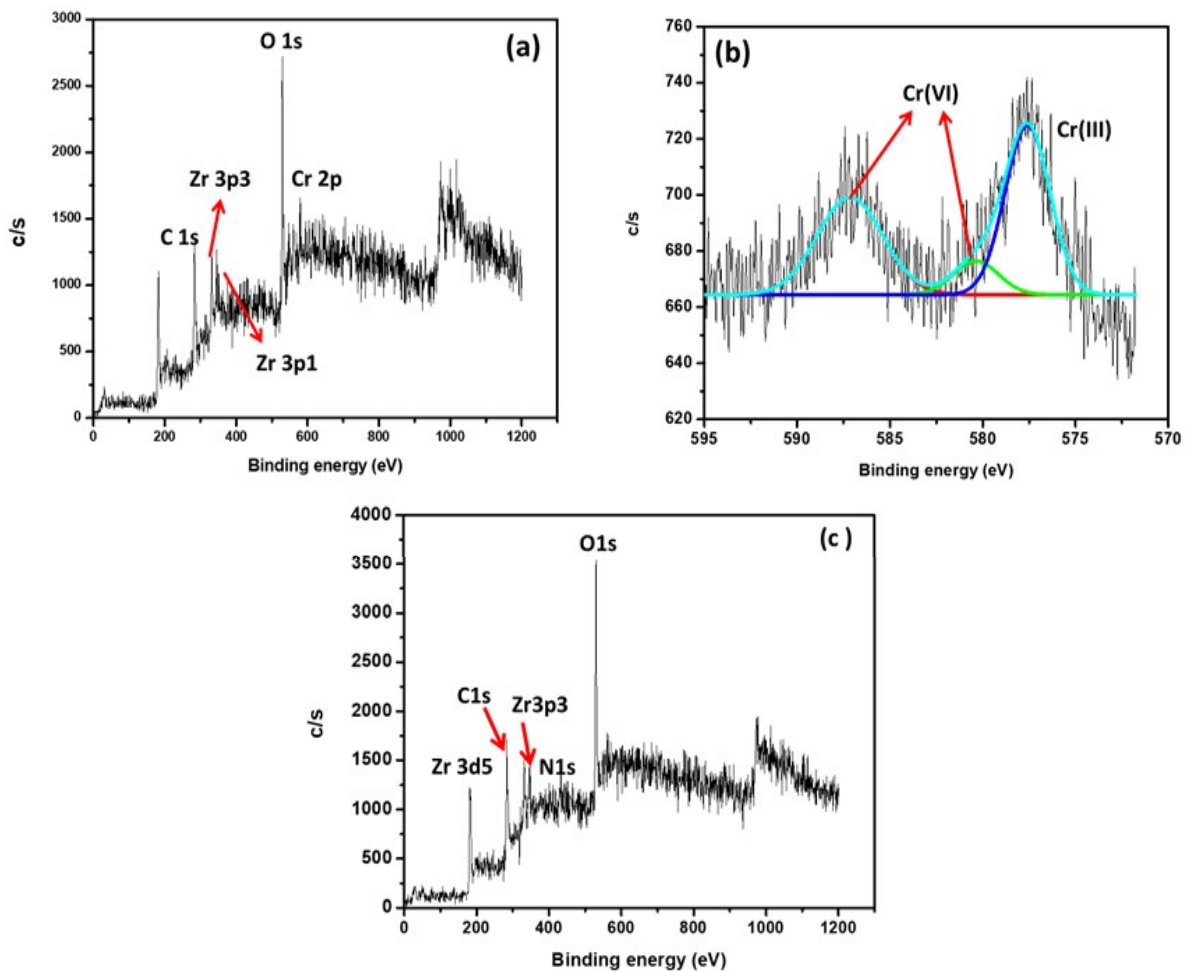 (a)
3000
2500
2000
1500
1000
500
0
c/s
O 1s
Zr 3p3
Cr 2p
C 1s
Zr 3p1
0 200 400 600 800 1000 1200
Binding energy (eV)
(b)
760
740
720
700
680
660
640
620
c/s
Cr(VI)
Cr(III)
595 590 585 580 575 570
Binding energy (eV)
(c )
4000
3500
3000
2500
2000
1500
1000
500
0
c/s
O1s
C1s Zr3p3
Zr 3d5 N1s
0 200 400 600 800 1000 1200
Binding energy (eV)